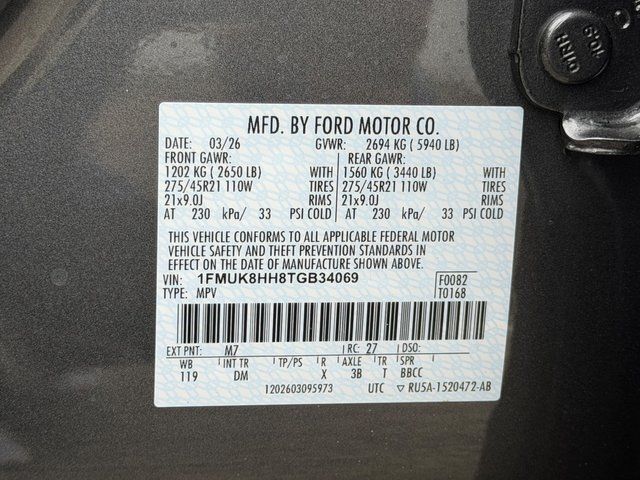 MFD. BY FORD MOTOR CO.
DATE: 03/26 GVWR: 2694 KG ( 5940 LB)
FRONT GAWR: REAR GAWR:
1202 KG ( 2650 LB) WITH 1560 KG ( 3440 LB) WITH
275/45R21 110W TIRES 275/45R21 110W TIRES
21x9.0J RIMS 21x9.0J RIMS
AT 230 kPa/ 33 PSI COLD AT 230 kPa/ 33 PSI COLD
THIS VEHICLE CONFORMS TO ALL APPLICABLE FEDERAL MOTOR
VEHICLE SAFETY AND THEFT PREVENTION STANDARDS IN
EFFECT ON THE DATE OF MANUFACTURE SHOWN ABOVE.
VIN: 1FMUK8HH8TGB34069 F0082
TYPE: MPV T0168
EXT PNT: M7 RC: 27 DSO:
WB INT TR TP/PS R AXLE TR SPR
119 DM X 3B T BBCC
1202603095973 UTC ▽ RU5A-1520472-AB
10.9